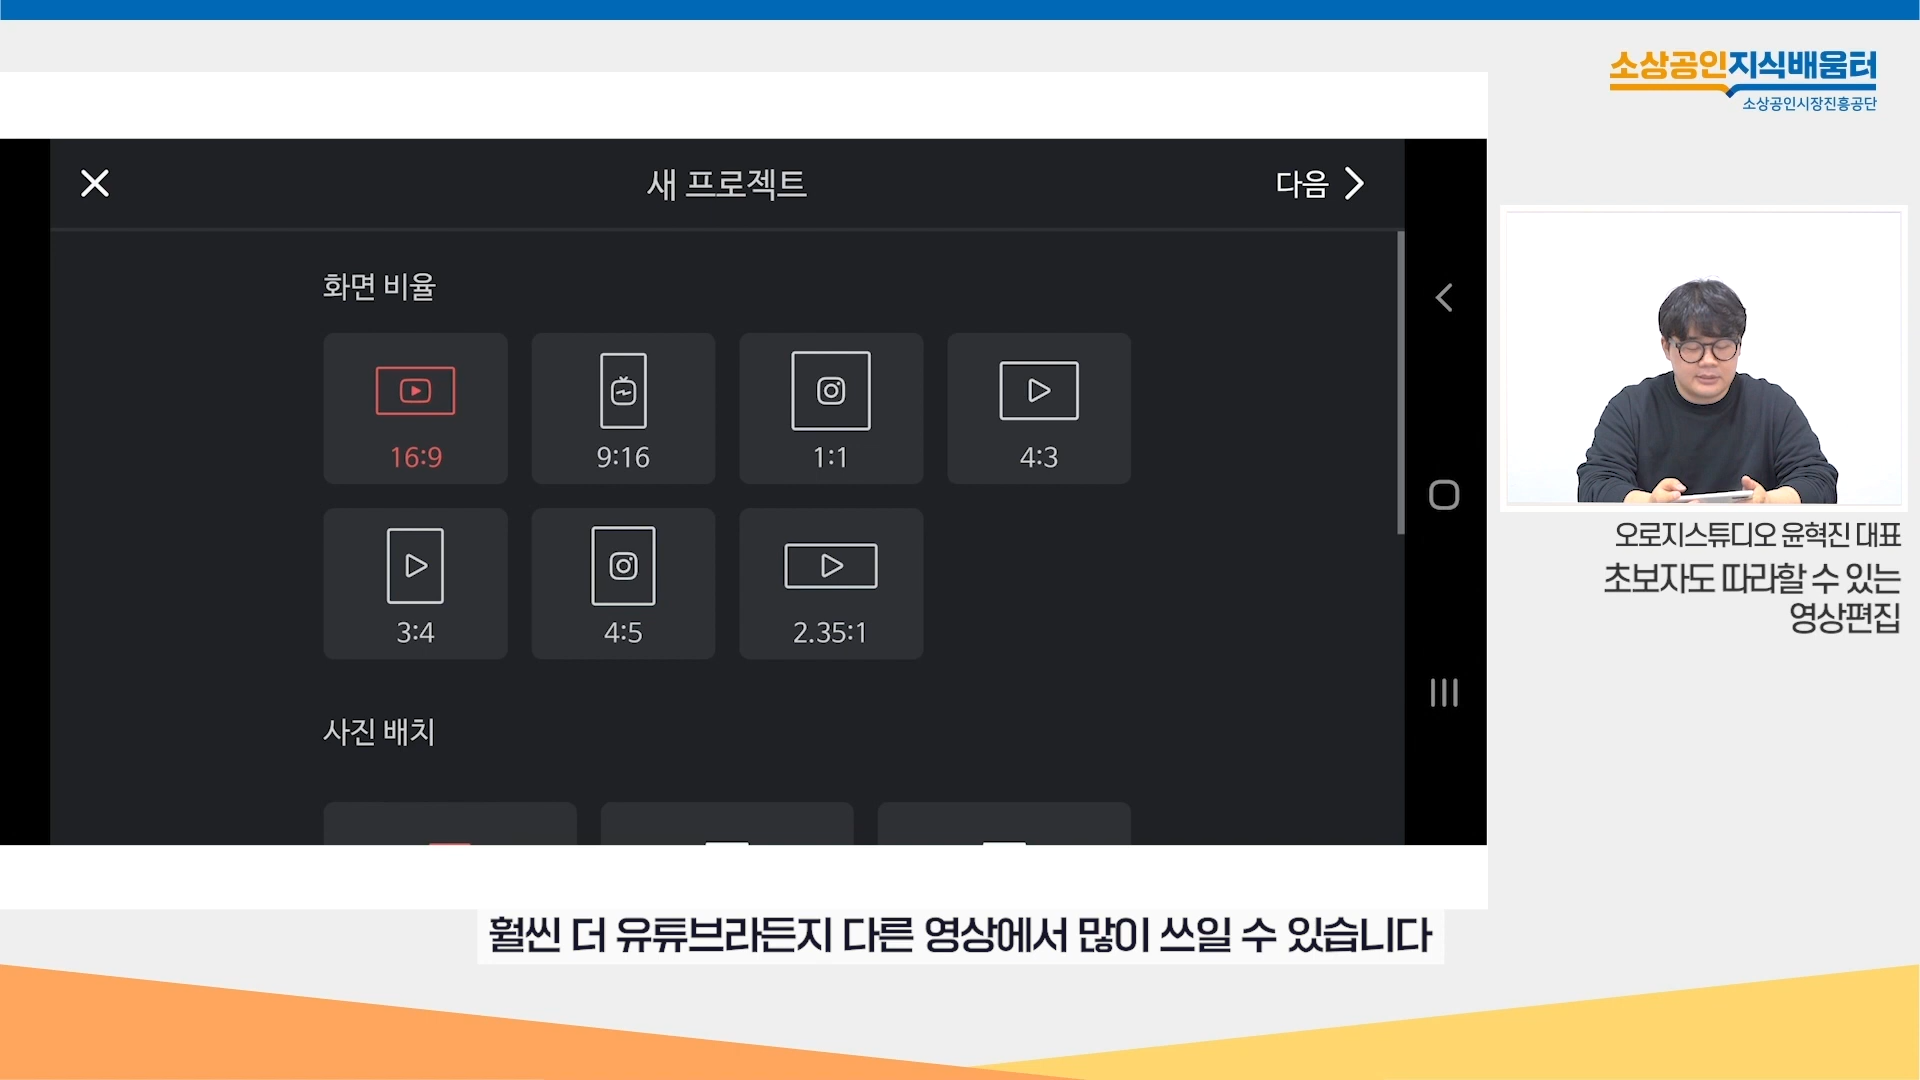 소상공인지식배움터
소상공인시장진흥공단
새 프로젝트
다음
화면 비율
16:9
9:16
1:1
4:3
3:4
4:5
2.35:1
사진 배치
오로지스튜디오 윤혁진 대표
초보자도 따라할 수 있는
영상편집
훨씬 더 유튜브라든지 다른 영상에서 많이 쓰일 수 있습니다